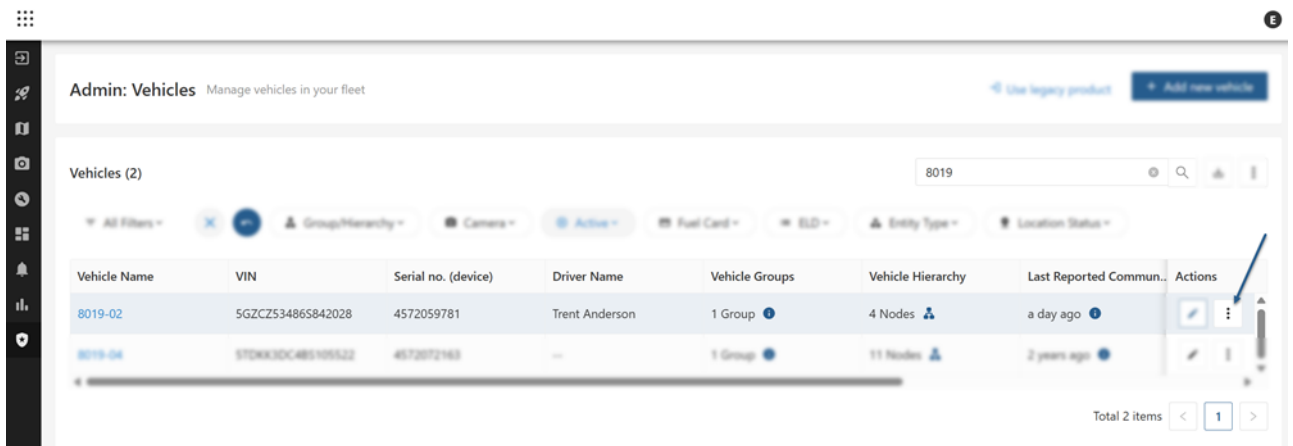 E
Admin: Vehicles Manage vehicles in your fleet
Use legacy product
+ Add new vehicle
Vehicles (2)
8019
All Filters
Group/Hierarchy
Camera
Active
Fuel Card
ELD
Entity Type
Location Status
Vehicle Name VIN Serial no. (device) Driver Name Vehicle Groups Vehicle Hierarchy Last Reported Commun.. Actions
8019-02 5GZCZ53486S842028 4572059781 Trent Anderson 1 Group 4 Nodes a day ago
8019-04 4572072163 --- 1 Group 11 Nodes 2 years ago
Total 2 items < 1 >